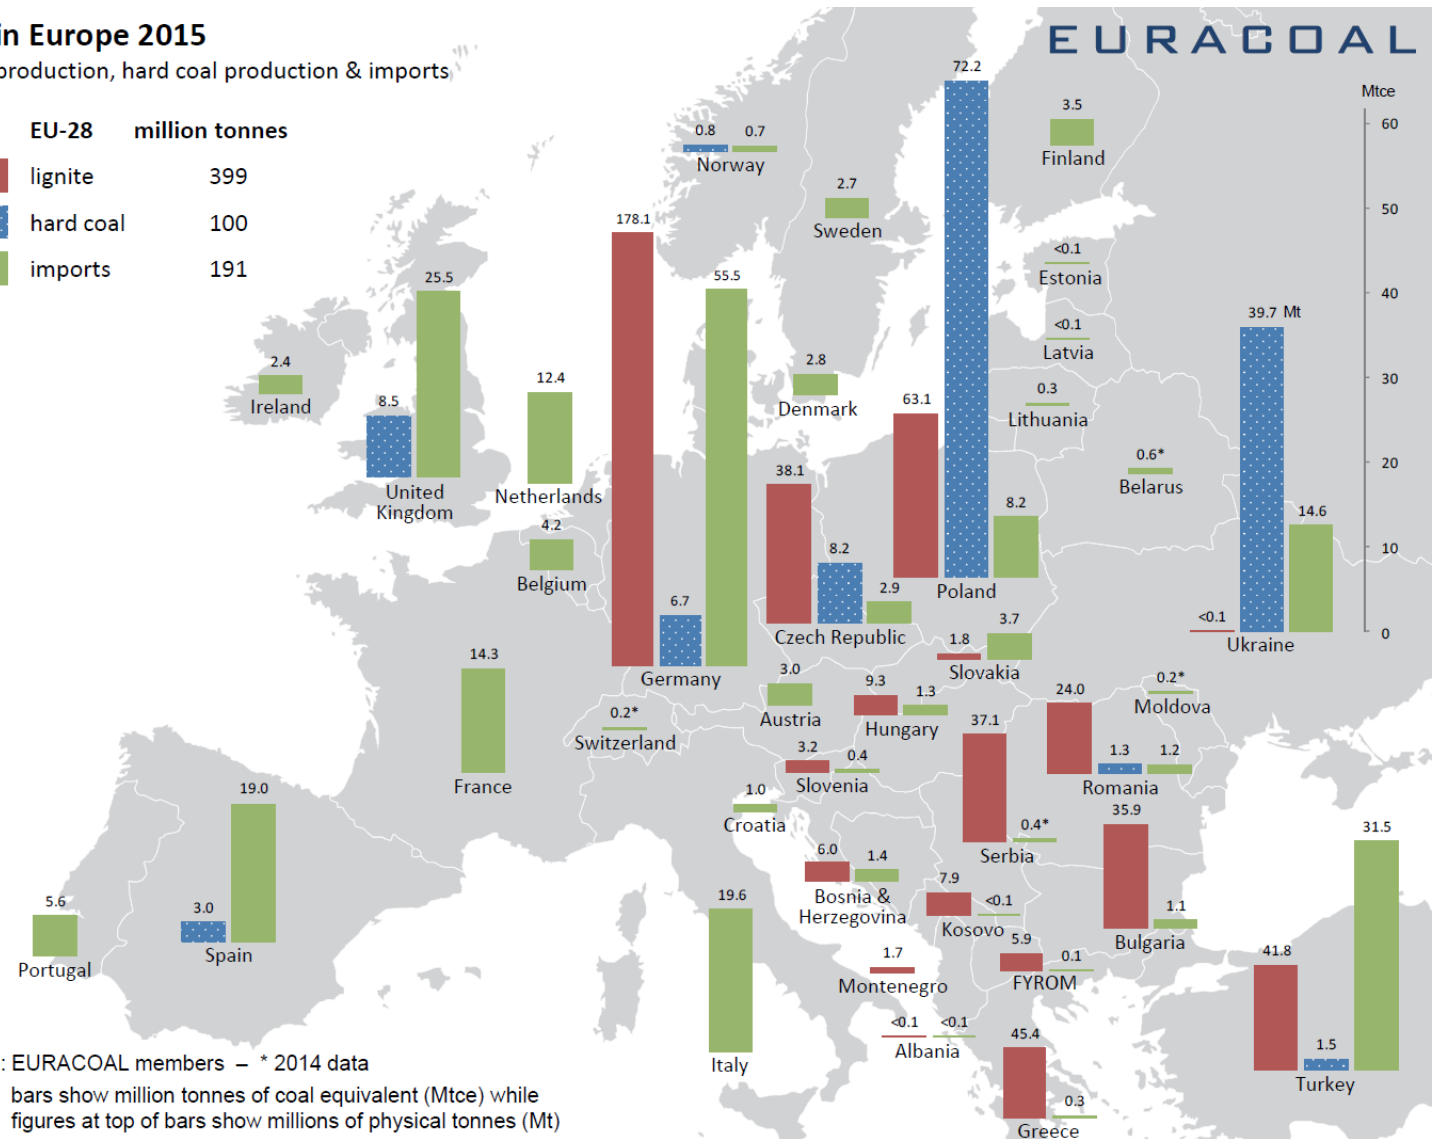 in Europe 2015
production, hard coal production & imports
EURACOAL
EU-28 million tonnes
lignite 399
hard coal 100
imports 191
Mtce
60
50
40
30
20
10
0
0.8 0.7
Norway
2.7
Sweden
3.5
Finland
<0.1
Estonia
<0.1
Latvia
0.3
Lithuania
0.6*
Belarus
2.4
Ireland
8.5 25.5
United
Kingdom
12.4
Netherlands
4.2
Belgium
178.1 6.7 55.5
Germany
2.8
Denmark
63.1 72.2 8.2
Poland
38.1 8.2 2.9
Czech Republic
1.8 3.7
Slovakia
<0.1 39.7 Mt 14.6
Ukraine
0.2*
Moldova
14.3
France
0.2*
Switzerland
3.0
Austria
9.3 1.3
Hungary
3.2 0.4
Slovenia
1.0
Croatia
37.1 0.4*
Serbia
24.0 1.3 1.2
Romania
35.9 1.1
Bulgaria
6.0 1.4
Bosnia &
Herzegovina
7.9 <0.1
Kosovo
5.9 0.1
FYROM
1.7
Montenegro
<0.1 <0.1
Albania
45.4 0.3
Greece
41.8 1.5 31.5
Turkey
19.6
Italy
3.0 19.0
Spain
5.6
Portugal
: EURACOAL members – * 2014 data
bars show million tonnes of coal equivalent (Mtce) while
figures at top of bars show millions of physical tonnes (Mt)